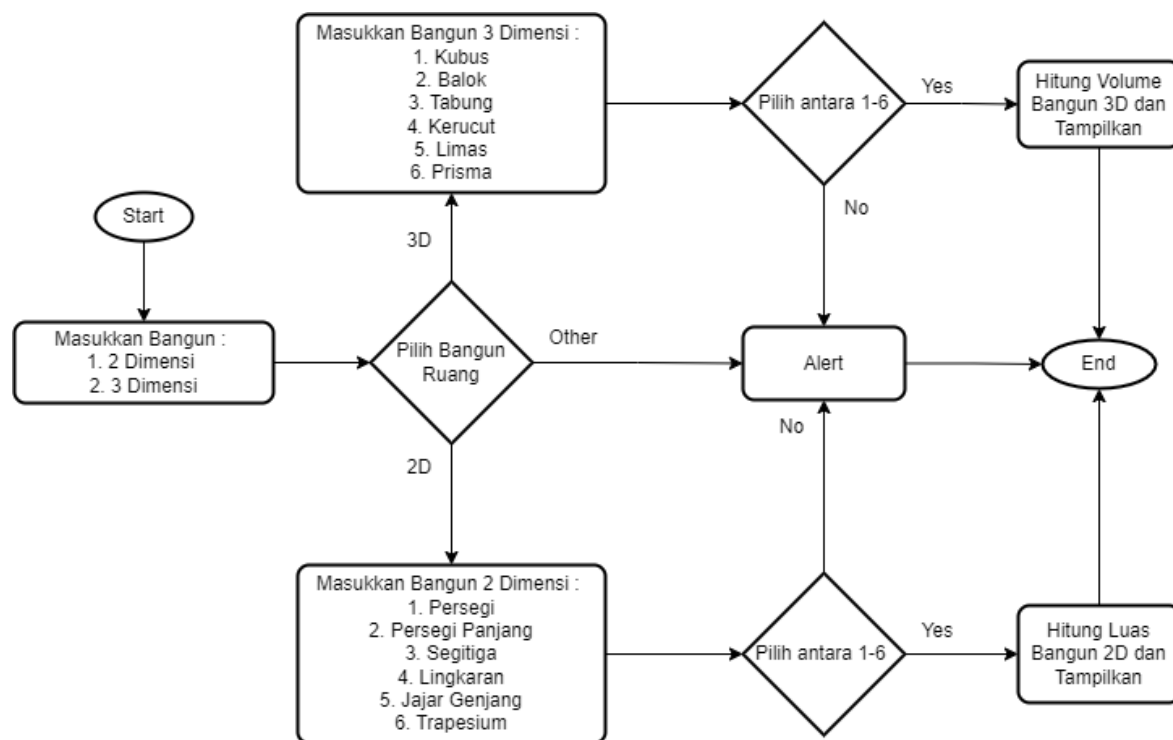 Start
Masukkan Bangun :
1. 2 Dimensi
2. 3 Dimensi
Pilih Bangun
Ruang
3D
Masukkan Bangun 3 Dimensi :
1. Kubus
2. Balok
3. Tabung
4. Kerucut
5. Limas
6. Prisma
Pilih antara 1-6
Yes
Hitung Volume
Bangun 3D dan
Tampilkan
No
Other
Alert
End
2D
Masukkan Bangun 2 Dimensi :
1. Persegi
2. Persegi Panjang
3. Segitiga
4. Lingkaran
5. Jajar Genjang
6. Trapesium
Pilih antara 1-6
No
Yes
Hitung Luas
Bangun 2D dan
Tampilkan